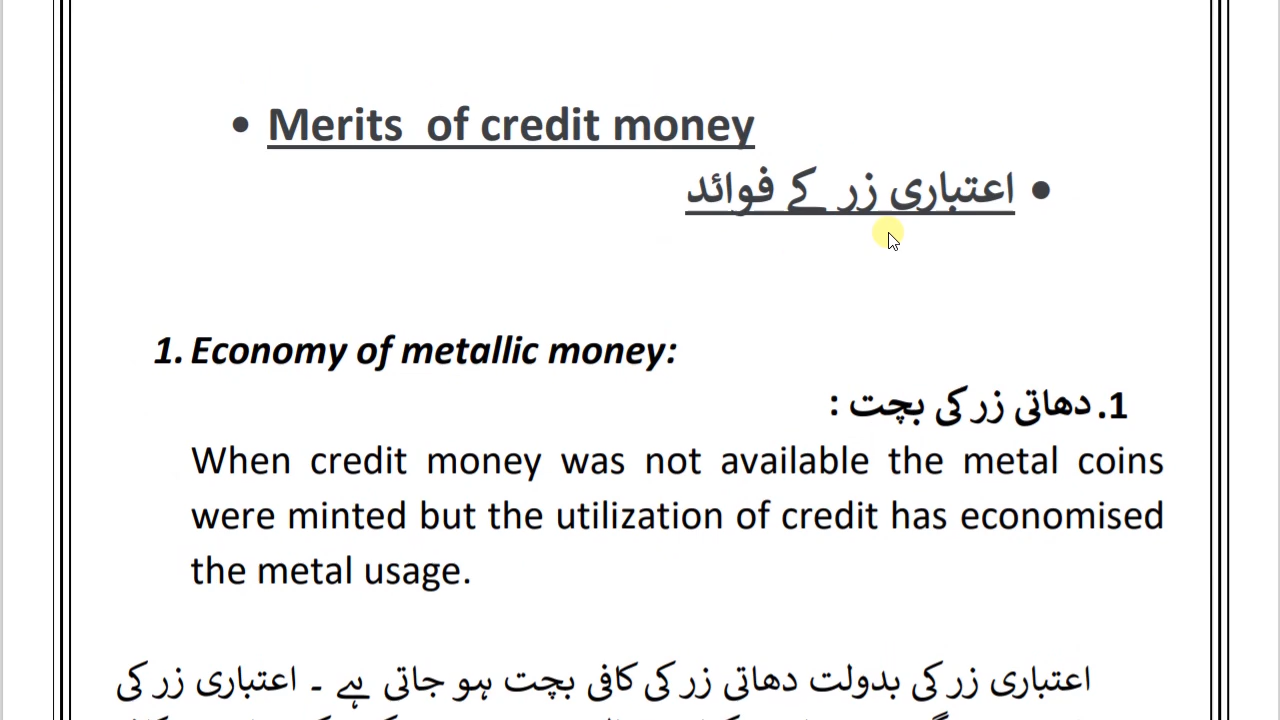 • Merits of credit money
• اعتباری زر کے فوائد
1. Economy of metallic money:
1. دھاتی زر کی بچت :
When credit money was not available the metal coins
were minted but the utilization of credit has economised
the metal usage.
اعتباری زر کی بدولت دھاتی زر کی کافی بچت ہو جاتی ہے ۔ اعتباری زر کی